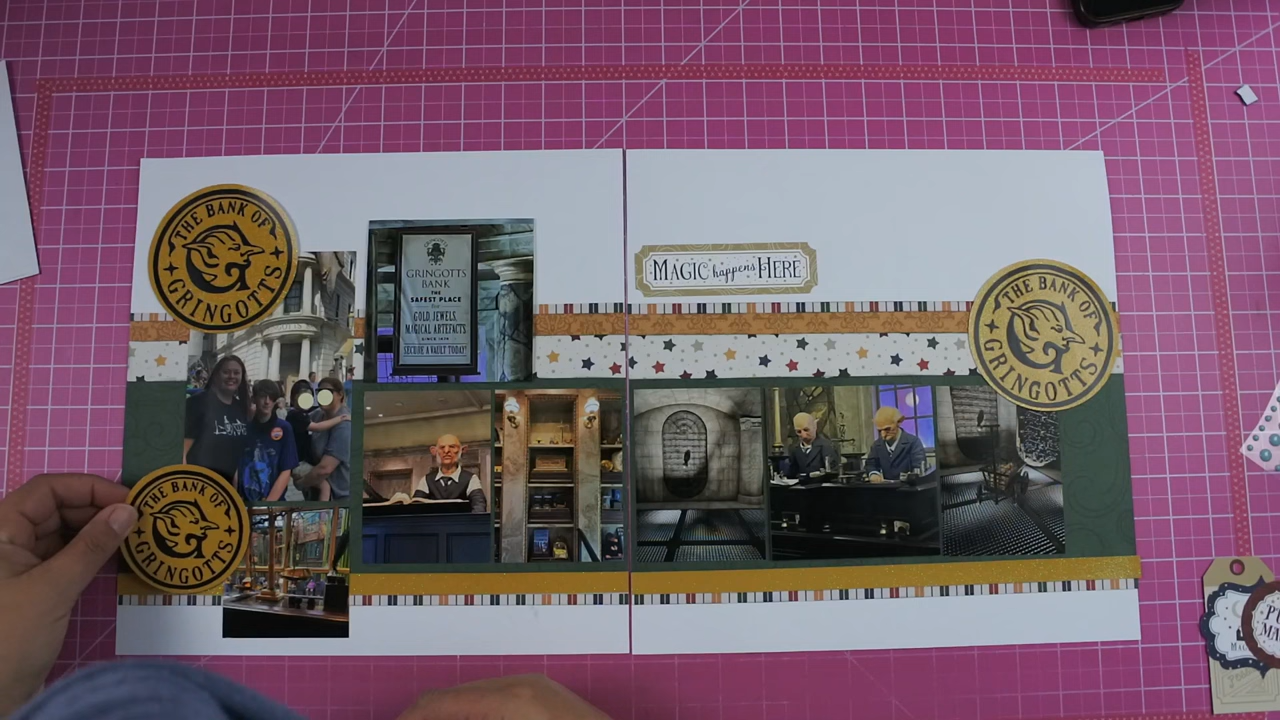 THE BANK OF
GRINGOTTS
GRINGOTTS
BANK
THE
SAFEST PLACE
for
GOLD, JEWELS,
MAGICAL ARTEFACTS
SECURE A VAULT TODAY!
MAGIC happens HERE
THE BANK OF
GRINGOTTS
THE BANK OF
GRINGOTTS